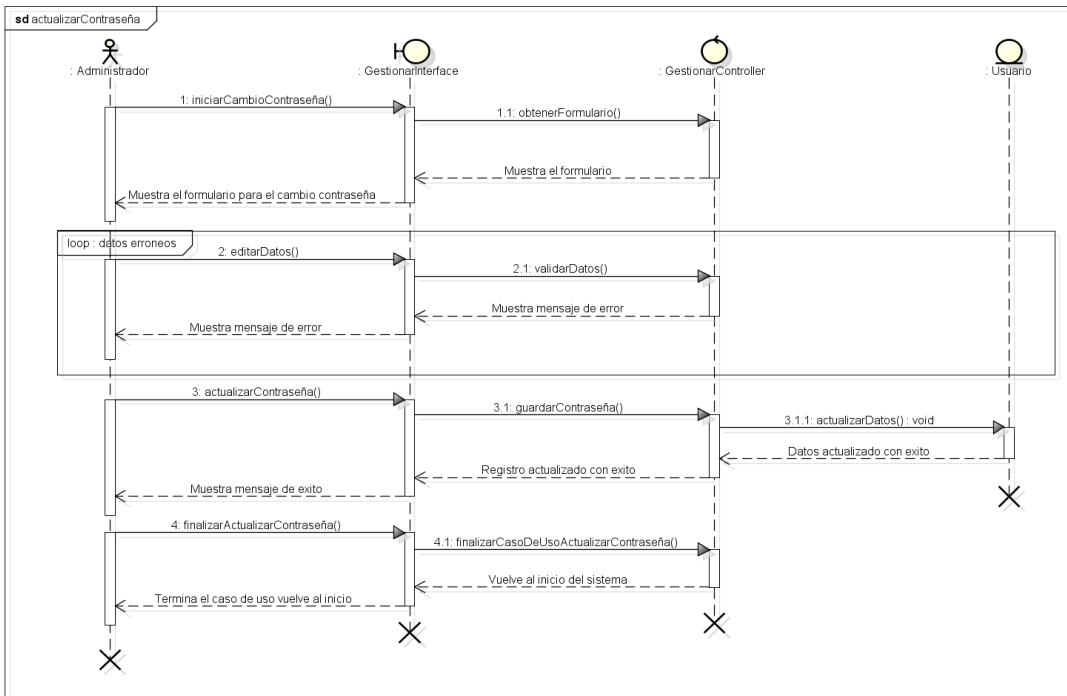 sd actualizarContraseña
: Administrador
: GestionarInterface
: GestionarController
: Usuario
1: iniciarCambioContraseña()
1.1: obtenerFormulario()
Muestra el formulario
Muestra el formulario para el cambio contraseña
loop : datos erroneos
2: editarDatos()
2.1: validarDatos()
Muestra mensaje de error
Muestra mensaje de error
3: actualizarContraseña()
3.1: guardarContraseña()
3.1.1: actualizarDatos() : void
Datos actualizado con exito
Registro actualizado con exito
Muestra mensaje de exito
4: finalizarActualizarContraseña()
4.1: finalizarCasoDeUsoActualizarContraseña()
Vuelve al inicio del sistema
Termina el caso de uso vuelve al inicio